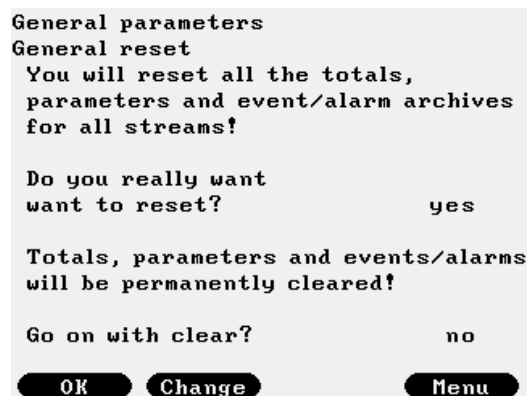 General parameters
General reset
You will reset all the totals,
parameters and event/alarm archives
for all streams!
Do you really want
want to reset? yes
Totals, parameters and events/alarms
will be permanently cleared!
Go on with clear? no
OK Change Menu